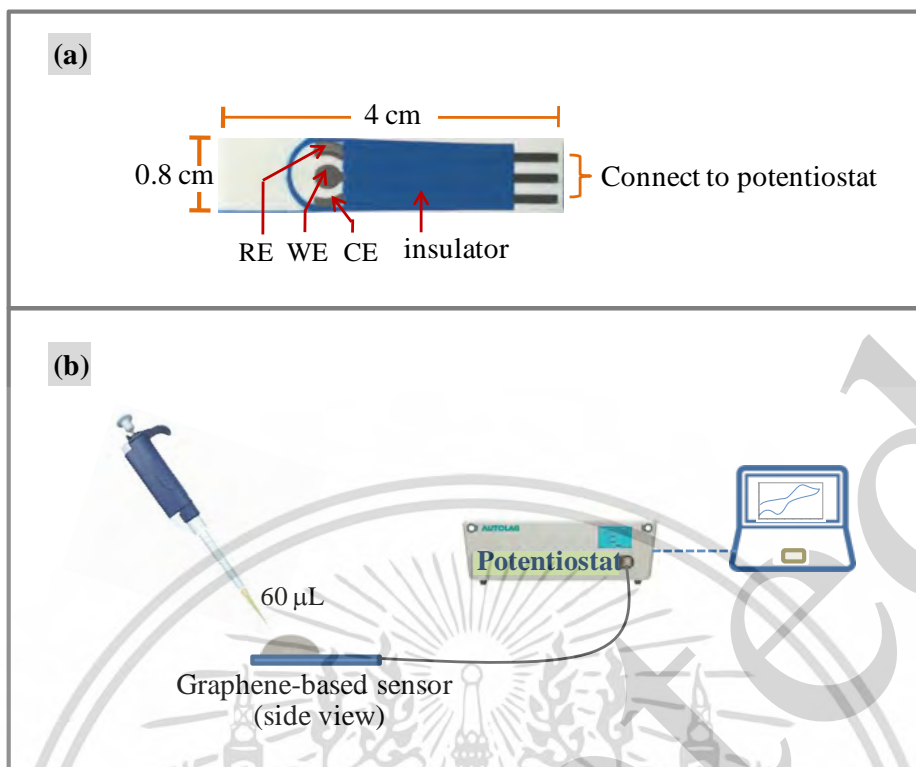 (a)
4 cm
0.8 cm
Connect to potentiostat
RE WE CE insulator
(b)
AUTOLAB
Potentiostat
60 μL
Graphene-based sensor
(side view)